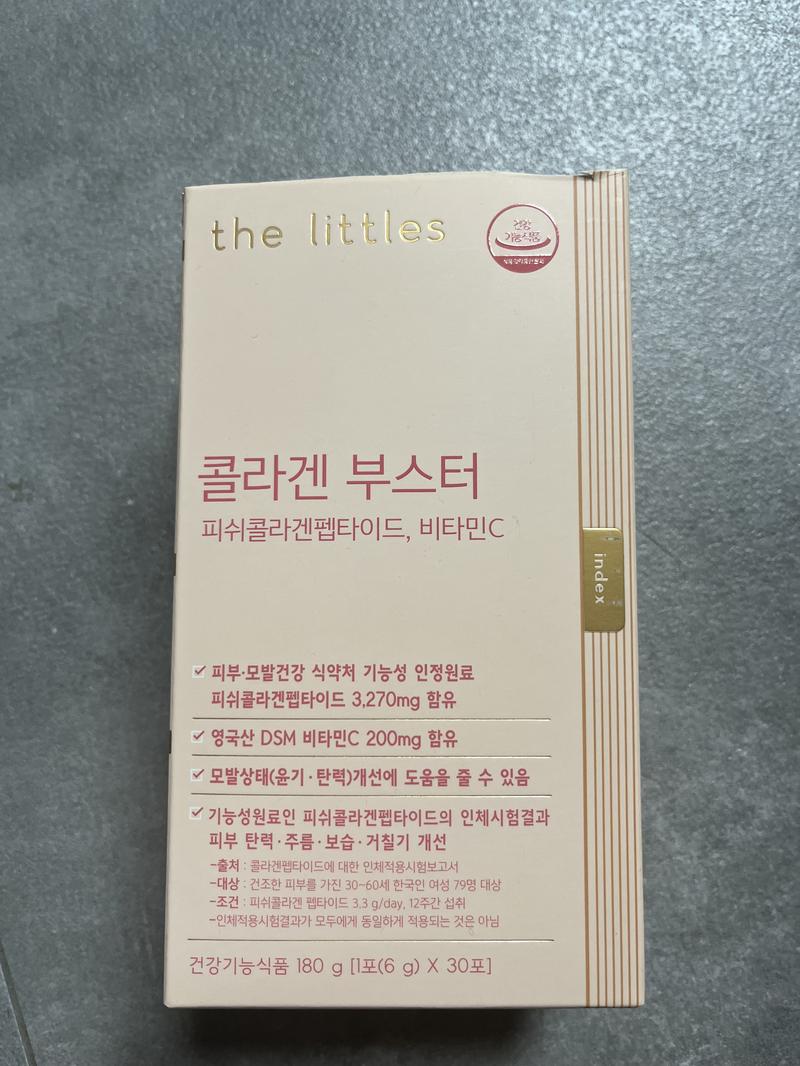 the littles
건강
기능식품
식품의약품안전처
콜라겐 부스터
피쉬콜라겐펩타이드, 비타민C
index
피부·모발건강 식약처 기능성 인정원료
피쉬콜라겐펩타이드 3,270mg 함유
영국산 DSM 비타민C 200mg 함유
모발상태(윤기·탄력)개선에 도움을 줄 수 있음
기능성원료인 피쉬콜라겐펩타이드의 인체시험결과
피부 탄력·주름·보습·거칠기 개선
-출처 : 콜라겐펩타이드에 대한 인체적용시험보고서
-대상 : 건조한 피부를 가진 30~60세 한국인 여성 79명 대상
-조건 : 피쉬콜라겐 펩타이드 3.3 g/day, 12주간 섭취
-인체적용시험결과가 모두에게 동일하게 적용되는 것은 아님
건강기능식품 180 g [1포(6 g) X 30포]